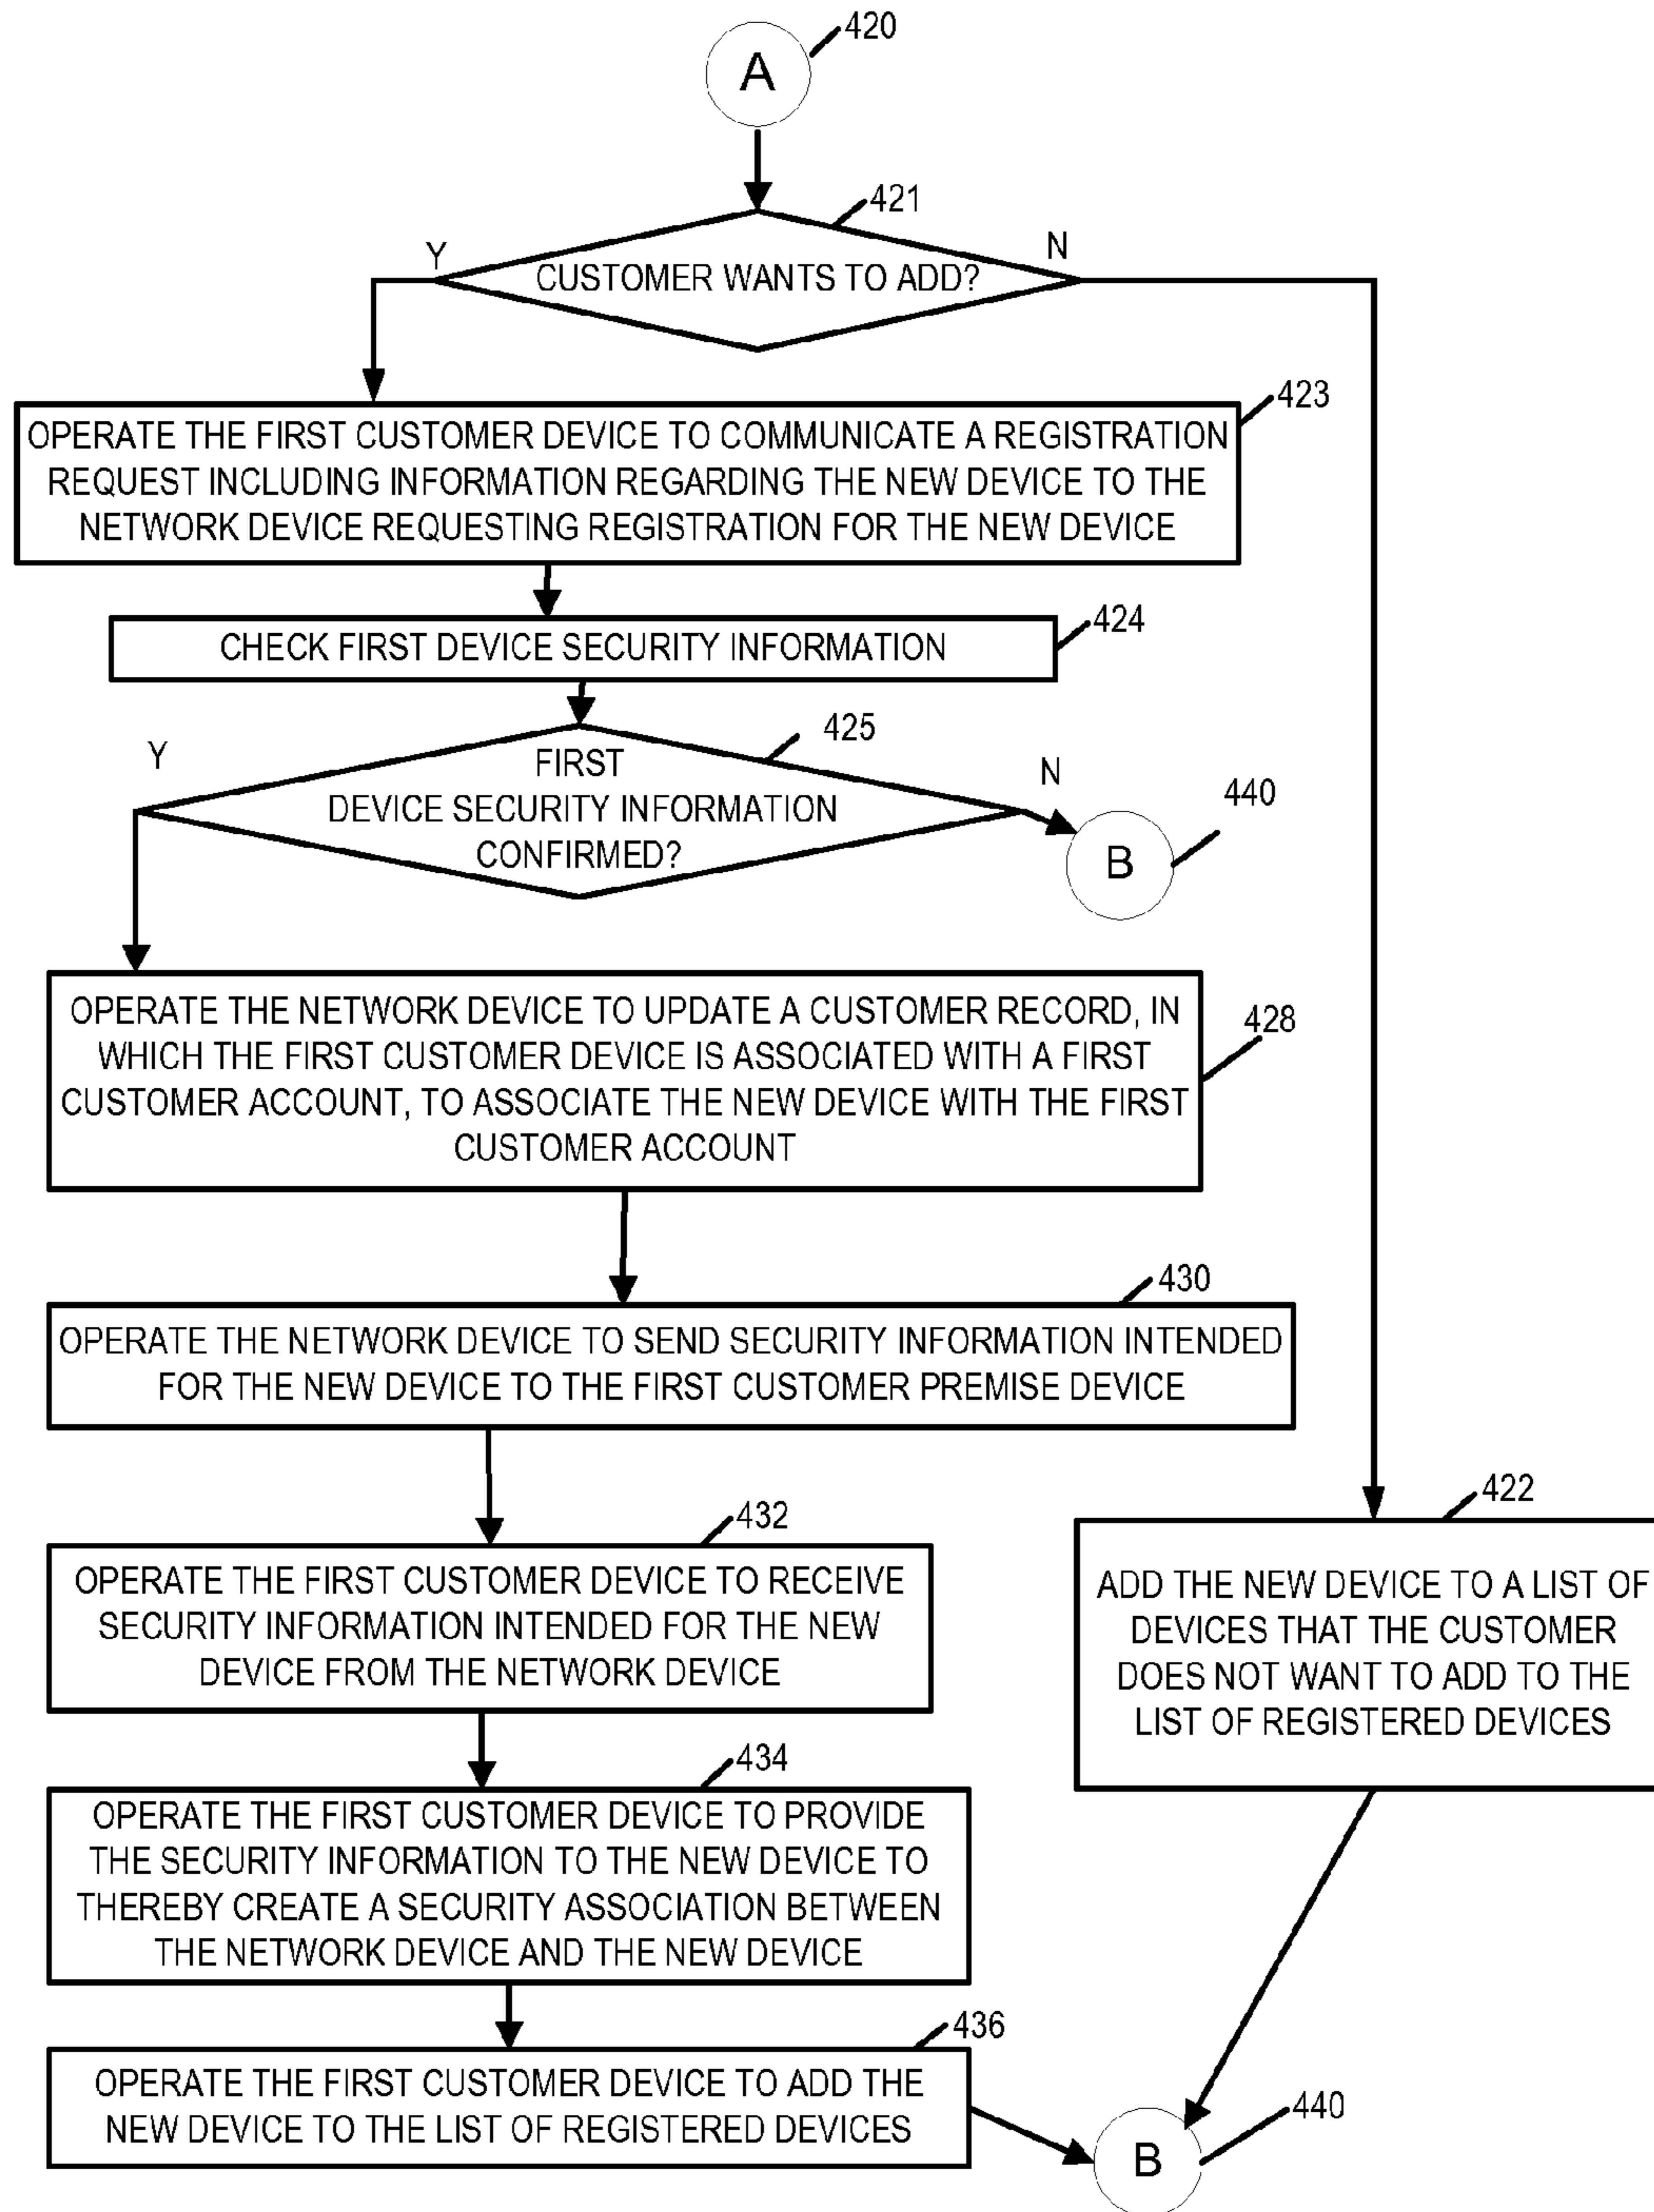 A
420
421
Y
N
CUSTOMER WANTS TO ADD?
423
OPERATE THE FIRST CUSTOMER DEVICE TO COMMUNICATE A REGISTRATION
REQUEST INCLUDING INFORMATION REGARDING THE NEW DEVICE TO THE
NETWORK DEVICE REQUESTING REGISTRATION FOR THE NEW DEVICE
424
CHECK FIRST DEVICE SECURITY INFORMATION
425
Y
N
FIRST
DEVICE SECURITY INFORMATION
CONFIRMED?
440
B
428
OPERATE THE NETWORK DEVICE TO UPDATE A CUSTOMER RECORD, IN
WHICH THE FIRST CUSTOMER DEVICE IS ASSOCIATED WITH A FIRST
CUSTOMER ACCOUNT, TO ASSOCIATE THE NEW DEVICE WITH THE FIRST
CUSTOMER ACCOUNT
430
OPERATE THE NETWORK DEVICE TO SEND SECURITY INFORMATION INTENDED
FOR THE NEW DEVICE TO THE FIRST CUSTOMER PREMISE DEVICE
432
OPERATE THE FIRST CUSTOMER DEVICE TO RECEIVE
SECURITY INFORMATION INTENDED FOR THE NEW
DEVICE FROM THE NETWORK DEVICE
422
ADD THE NEW DEVICE TO A LIST OF
DEVICES THAT THE CUSTOMER
DOES NOT WANT TO ADD TO THE
LIST OF REGISTERED DEVICES
434
OPERATE THE FIRST CUSTOMER DEVICE TO PROVIDE
THE SECURITY INFORMATION TO THE NEW DEVICE TO
THEREBY CREATE A SECURITY ASSOCIATION BETWEEN
THE NETWORK DEVICE AND THE NEW DEVICE
436
OPERATE THE FIRST CUSTOMER DEVICE TO ADD THE
NEW DEVICE TO THE LIST OF REGISTERED DEVICES
440
B